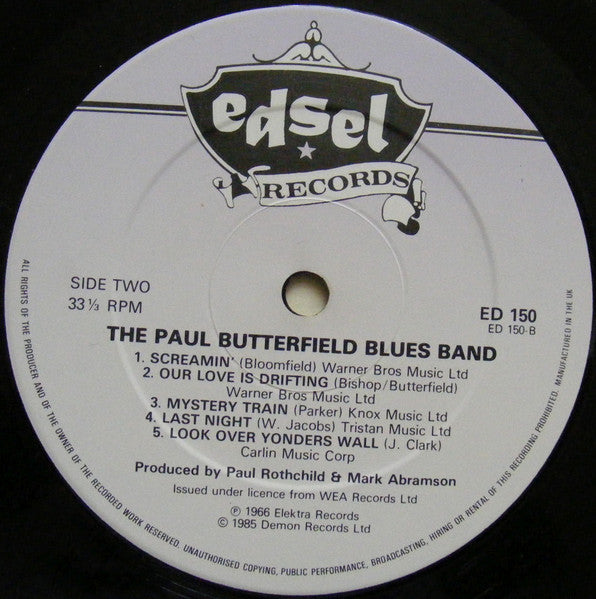 edsel
RECORDS
SIDE TWO
33⅓ RPM
ED 150
ED 150-B
THE PAUL BUTTERFIELD BLUES BAND
1. SCREAMIN' (Bloomfield) Warner Bros Music Ltd
2. OUR LOVE IS DRIFTING (Bishop/Butterfield)
Warner Bros Music Ltd
3. MYSTERY TRAIN (Parker) Knox Music Ltd
4. LAST NIGHT (W. Jacobs) Tristan Music Ltd
5. LOOK OVER YONDERS WALL (J. Clark)
Carlin Music Corp
Produced by Paul Rothchild & Mark Abramson
Issued under licence from WEA Records Ltd
℗ 1966 Elektra Records
© 1985 Demon Records Ltd
ALL RIGHTS OF THE PRODUCER AND OF THE OWNER OF THE RECORDED WORK RESERVED. UNAUTHORISED COPYING, PUBLIC PERFORMANCE, BROADCASTING, HIRING OR RENTAL OF THIS RECORDING PROHIBITED. MANUFACTURED IN THE UK